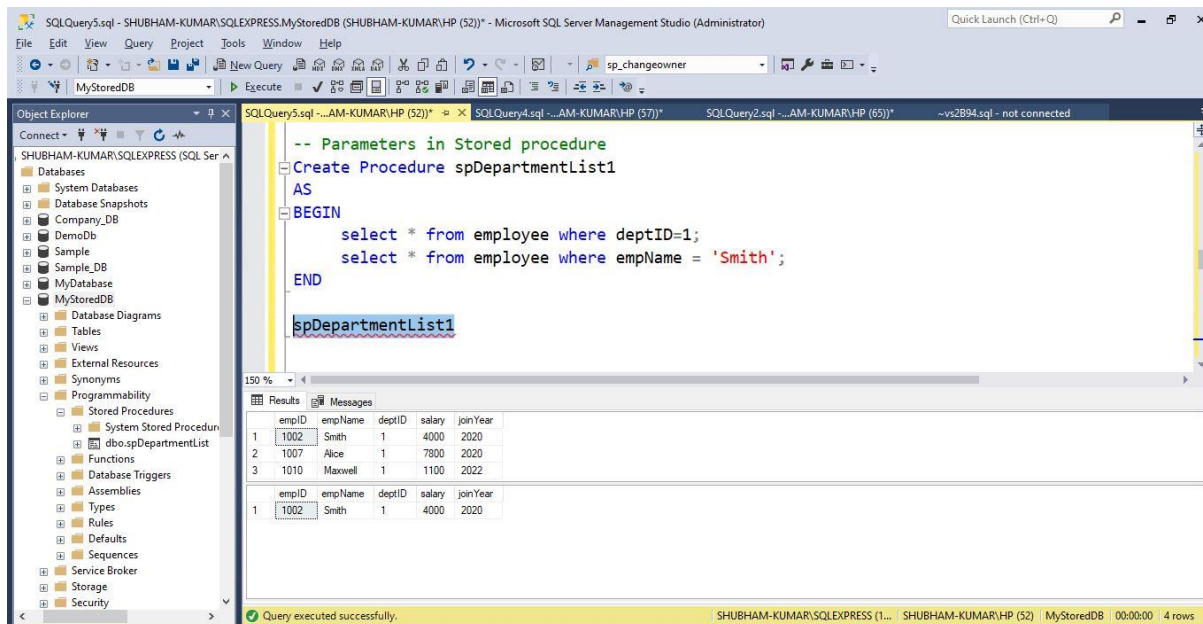 SQLQuery5.sql - SHUBHAM-KUMAR\SQLEXPRESS.MyStoredDB (SHUBHAM-KUMAR\HP (52))* - Microsoft SQL Server Management Studio (Administrator)
Quick Launch (Ctrl+Q)
File Edit View Query Project Tools Window Help
New Query
sp_changeowner
MyStoredDB
Execute
Object Explorer
Connect
SHUBHAM-KUMAR\SQLEXPRESS (SQL Ser
Databases
System Databases
Database Snapshots
Company_DB
DemoDb
Sample
Sample_DB
MyDatabase
MyStoredDB
Database Diagrams
Tables
Views
External Resources
Synonyms
Programmability
Stored Procedures
System Stored Procedure
dbo.spDepartmentList
Functions
Database Triggers
Assemblies
Types
Rules
Defaults
Sequences
Service Broker
Storage
Security
SQLQuery5.sql -...AM-KUMAR\HP (52))* SQLQuery4.sql -...AM-KUMAR\HP (57))* SQLQuery2.sql -...AM-KUMAR\HP (65))* ~vs2B94.sql - not connected
-- Parameters in Stored procedure
Create Procedure spDepartmentList1
AS
BEGIN
select * from employee where deptID=1;
select * from employee where empName = 'Smith';
END
spDepartmentList1
150 %
Results Messages
empID empName deptID salary joinYear
1 1002 Smith 1 4000 2020
2 1007 Alice 1 7800 2020
3 1010 Maxwell 1 1100 2022
empID empName deptID salary joinYear
1 1002 Smith 1 4000 2020
Query executed successfully.
SHUBHAM-KUMAR\SQLEXPRESS (1... SHUBHAM-KUMAR\HP (52) MyStoredDB 00:00:00 4 rows